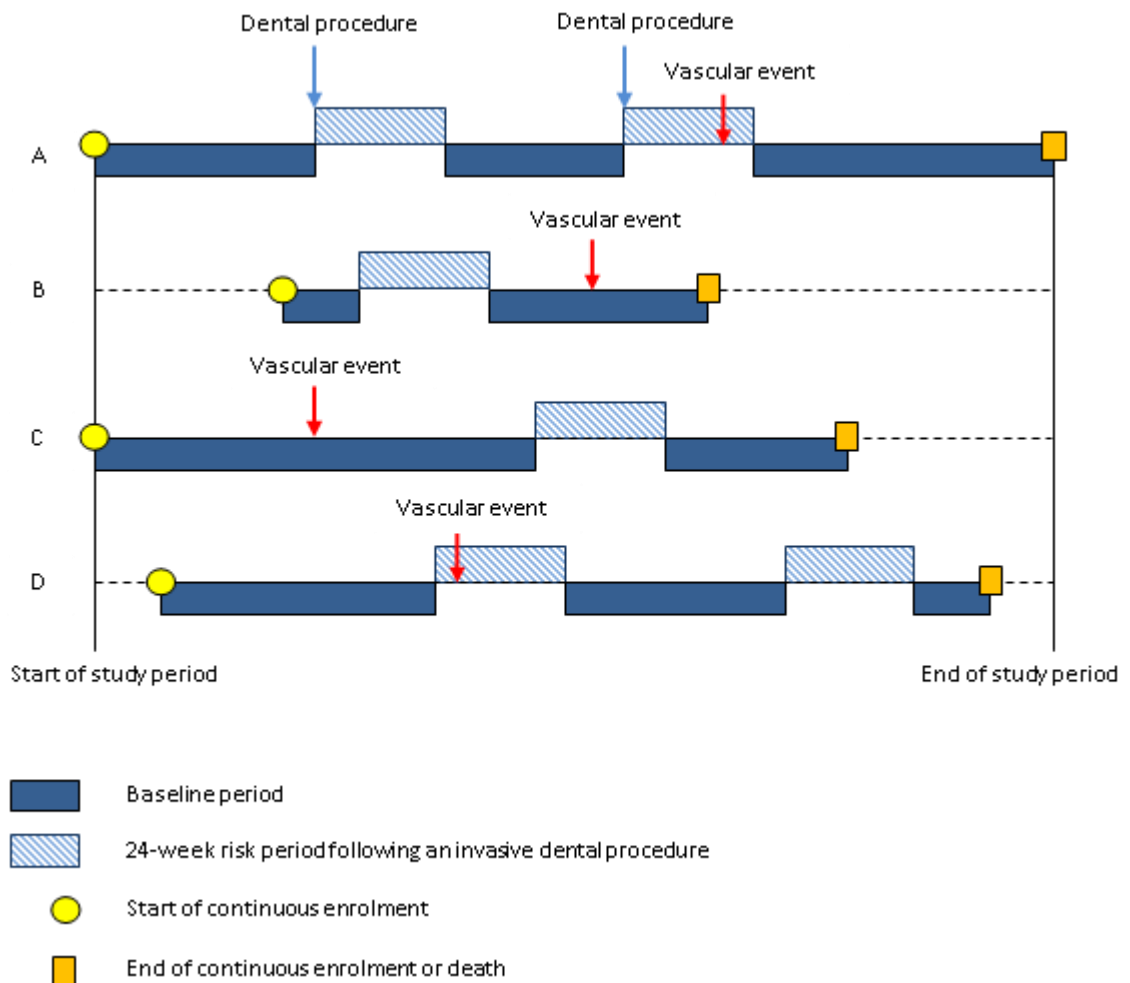 Dental procedure
Dental procedure
Vascular event
A
Vascular event
B
Vascular event
C
Vascular event
D
Start of study period
End of study period
Baseline period
24-week risk period following an invasive dental procedure
Start of continuous enrolment
End of continuous enrolment or death